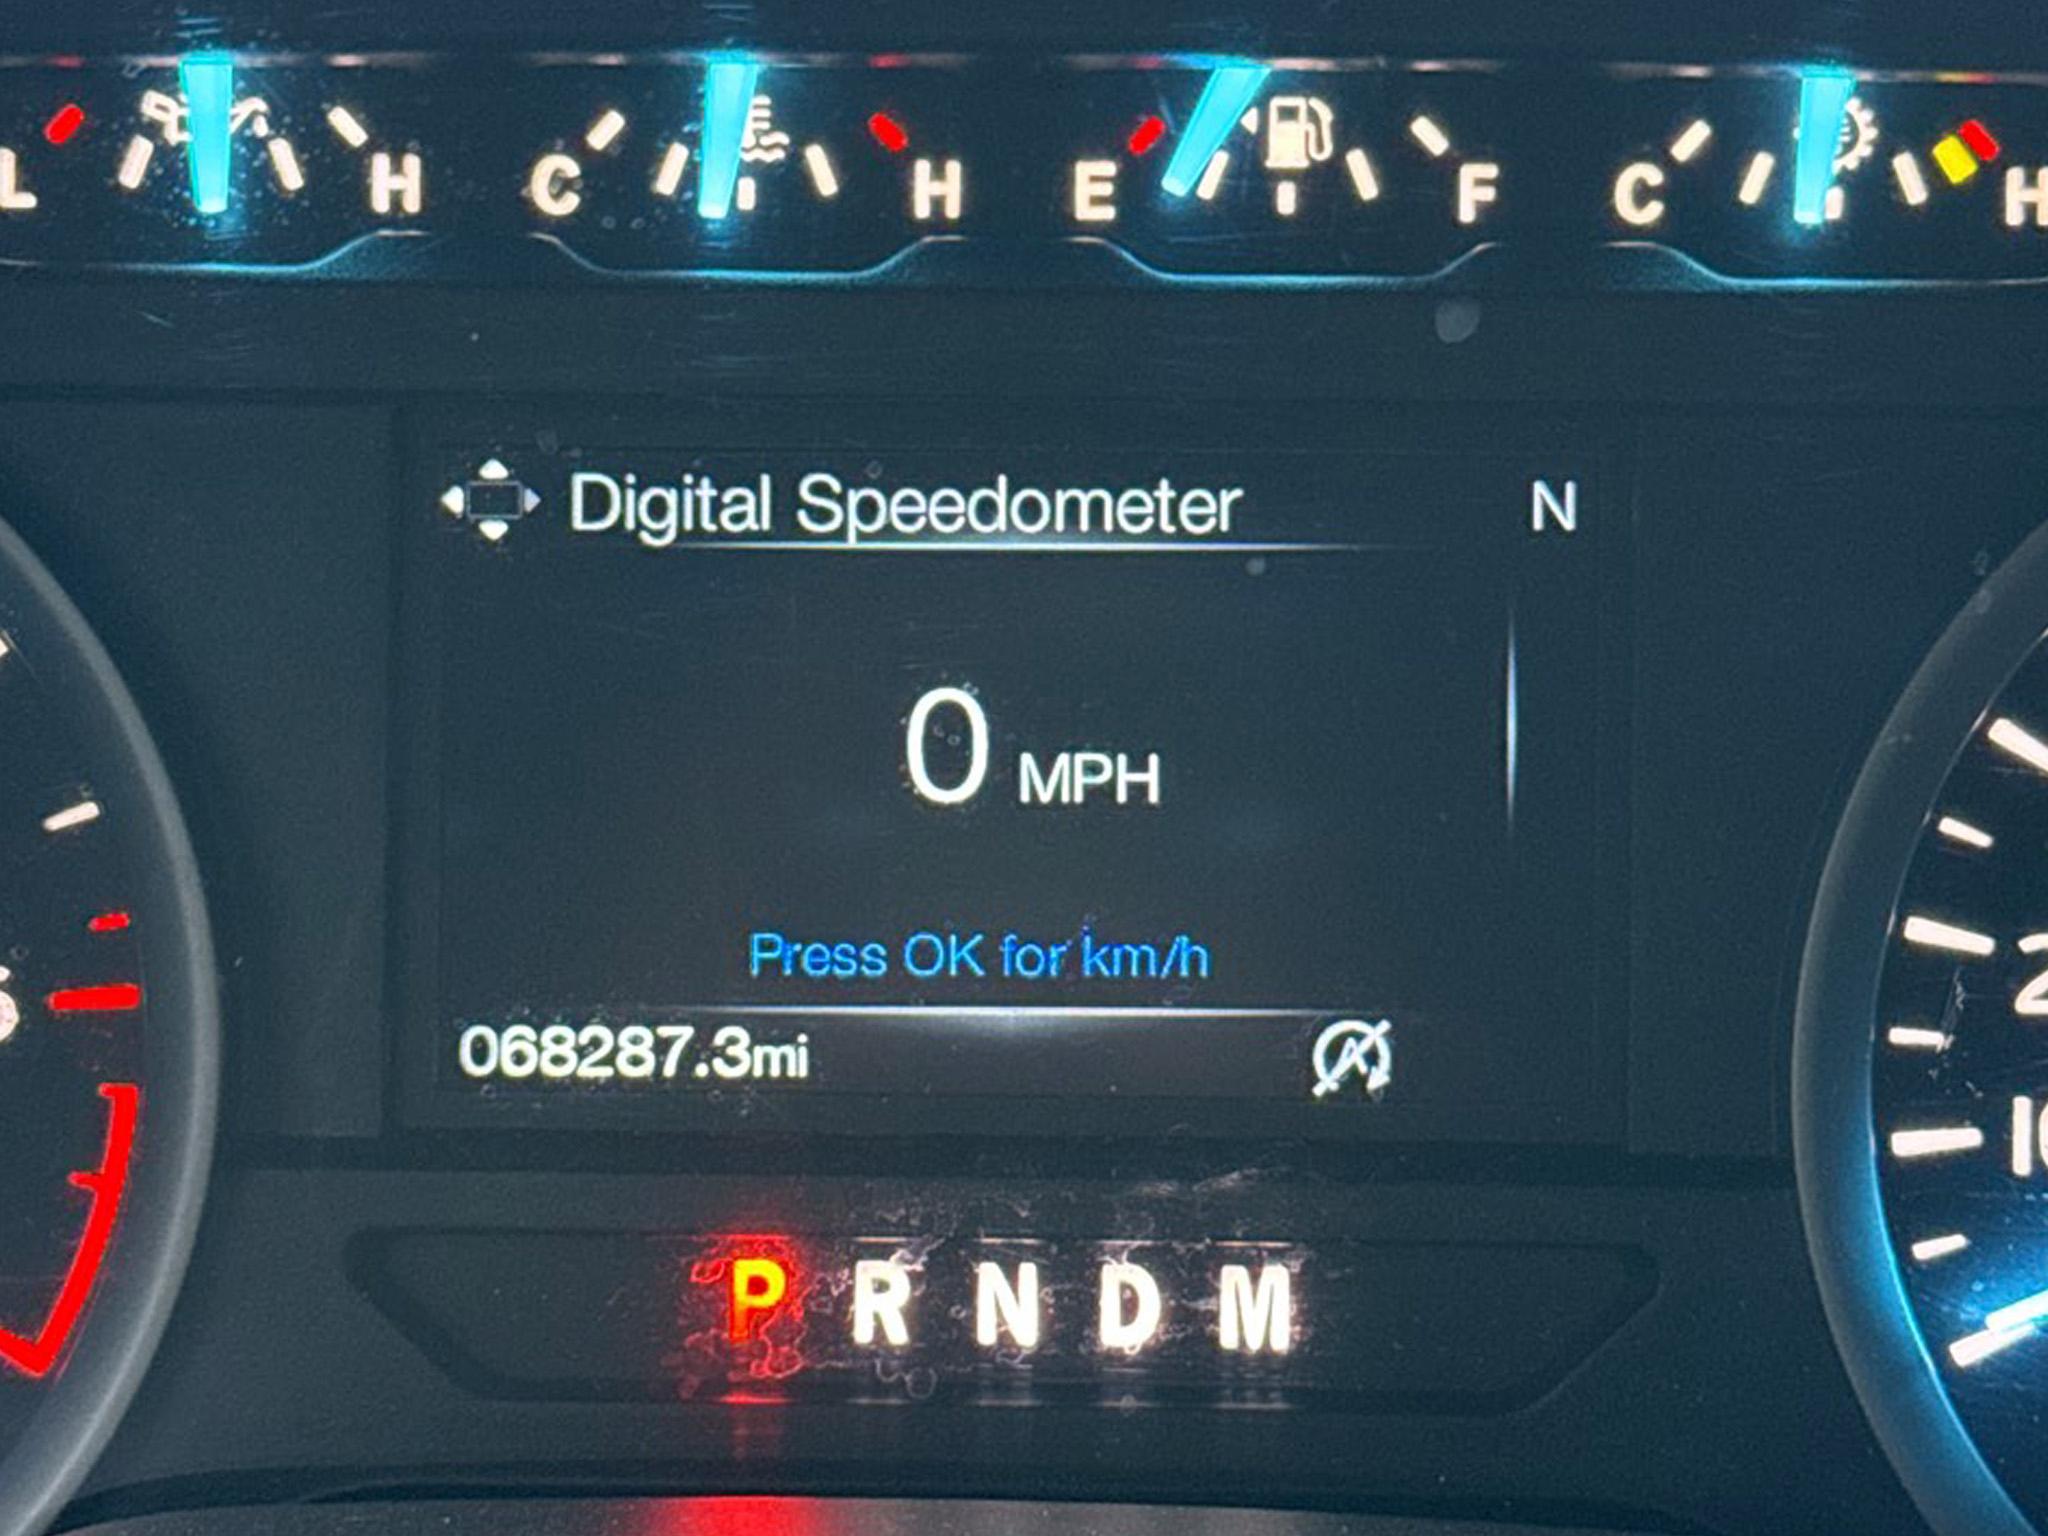 L H C H E F C H
Digital Speedometer N
0 MPH
Press OK for km/h
068287.3mi
P R N D M